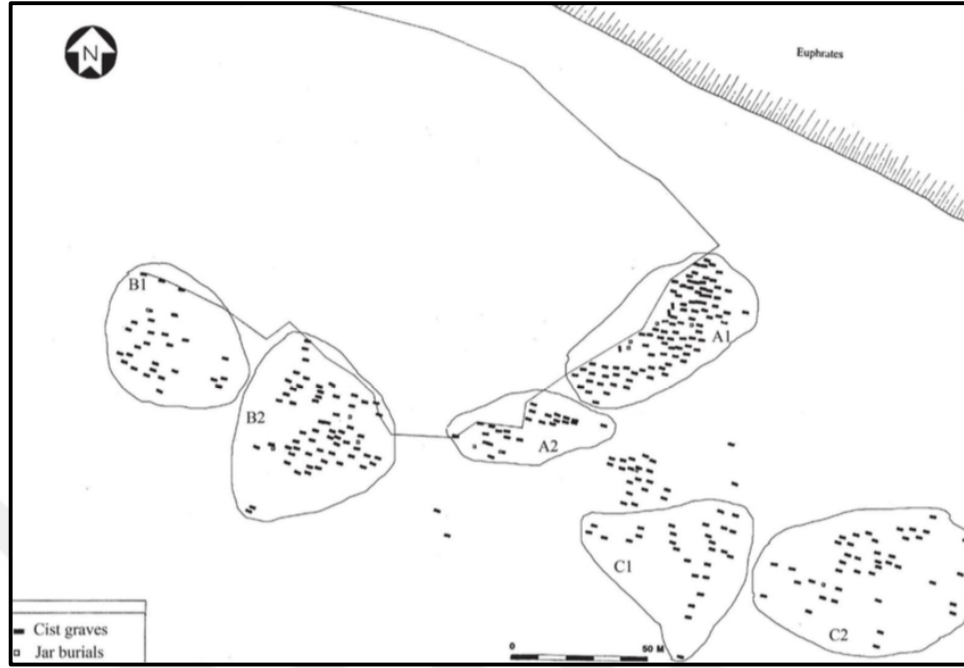 N
Euphrates
B1
A1
B2
A2
C1
C2
Cist graves
Jar burials
0 50 M